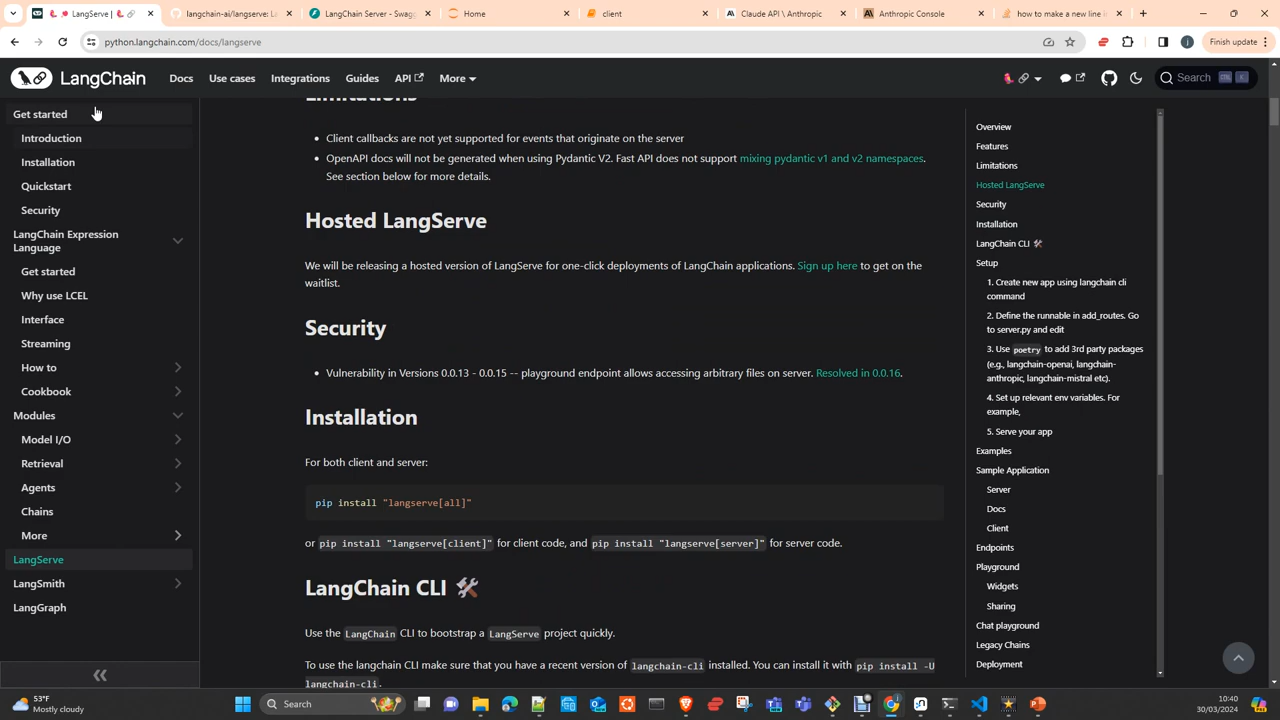 LangServe | 🦜️🔗
langchain-ai/langserve: L
LangChain Server - Swagg
Home
client
Claude API \ Anthropic
Anthropic Console
how to make a new line i
python.langchain.com/docs/langserve
Finish update
LangChain
Docs
Use cases
Integrations
Guides
API
More
Search
Get started
Introduction
Installation
Quickstart
Security
LangChain Expression
Language
Get started
Why use LCEL
Interface
Streaming
How to
Cookbook
Modules
Model I/O
Retrieval
Agents
Chains
More
LangServe
LangSmith
LangGraph
Limitations
Client callbacks are not yet supported for events that originate on the server
OpenAPI docs will not be generated when using Pydantic V2. Fast API does not support mixing pydantic v1 and v2 namespaces.
See section below for more details.
Hosted LangServe
We will be releasing a hosted version of LangServe for one-click deployments of LangChain applications. Sign up here to get on the
waitlist.
Security
Vulnerability in Versions 0.0.13 - 0.0.15 -- playground endpoint allows accessing arbitrary files on server. Resolved in 0.0.16.
Installation
For both client and server:
pip install "langserve[all]"
or pip install "langserve[client]" for client code, and pip install "langserve[server]" for server code.
LangChain CLI 🛠️
Use the LangChain CLI to bootstrap a LangServe project quickly.
To use the langchain CLI make sure that you have a recent version of langchain-cli installed. You can install it with pip install -U
langchain-cli.
Overview
Features
Limitations
Hosted LangServe
Security
Installation
LangChain CLI 🛠️
Setup
1. Create new app using langchain cli
command
2. Define the runnable in add_routes. Go
to server.py and edit
3. Use poetry to add 3rd party packages
(e.g., langchain-openai, langchain-
anthropic, langchain-mistral etc).
4. Set up relevant env variables. For
example,
5. Serve your app
Examples
Sample Application
Server
Docs
Client
Endpoints
Playground
Widgets
Sharing
Chat playground
Legacy Chains
Deployment
53°F
Mostly cloudy
Search
10:40
30/03/2024